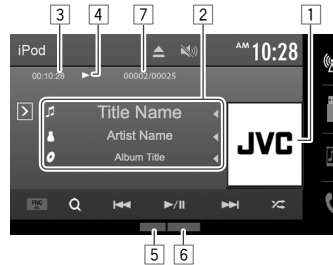 3 4 7 2 1
iPod AM 10:28
00:10:28 00002/00025
Title Name
Artist Name
Album Title
JVC
FNC
5 6